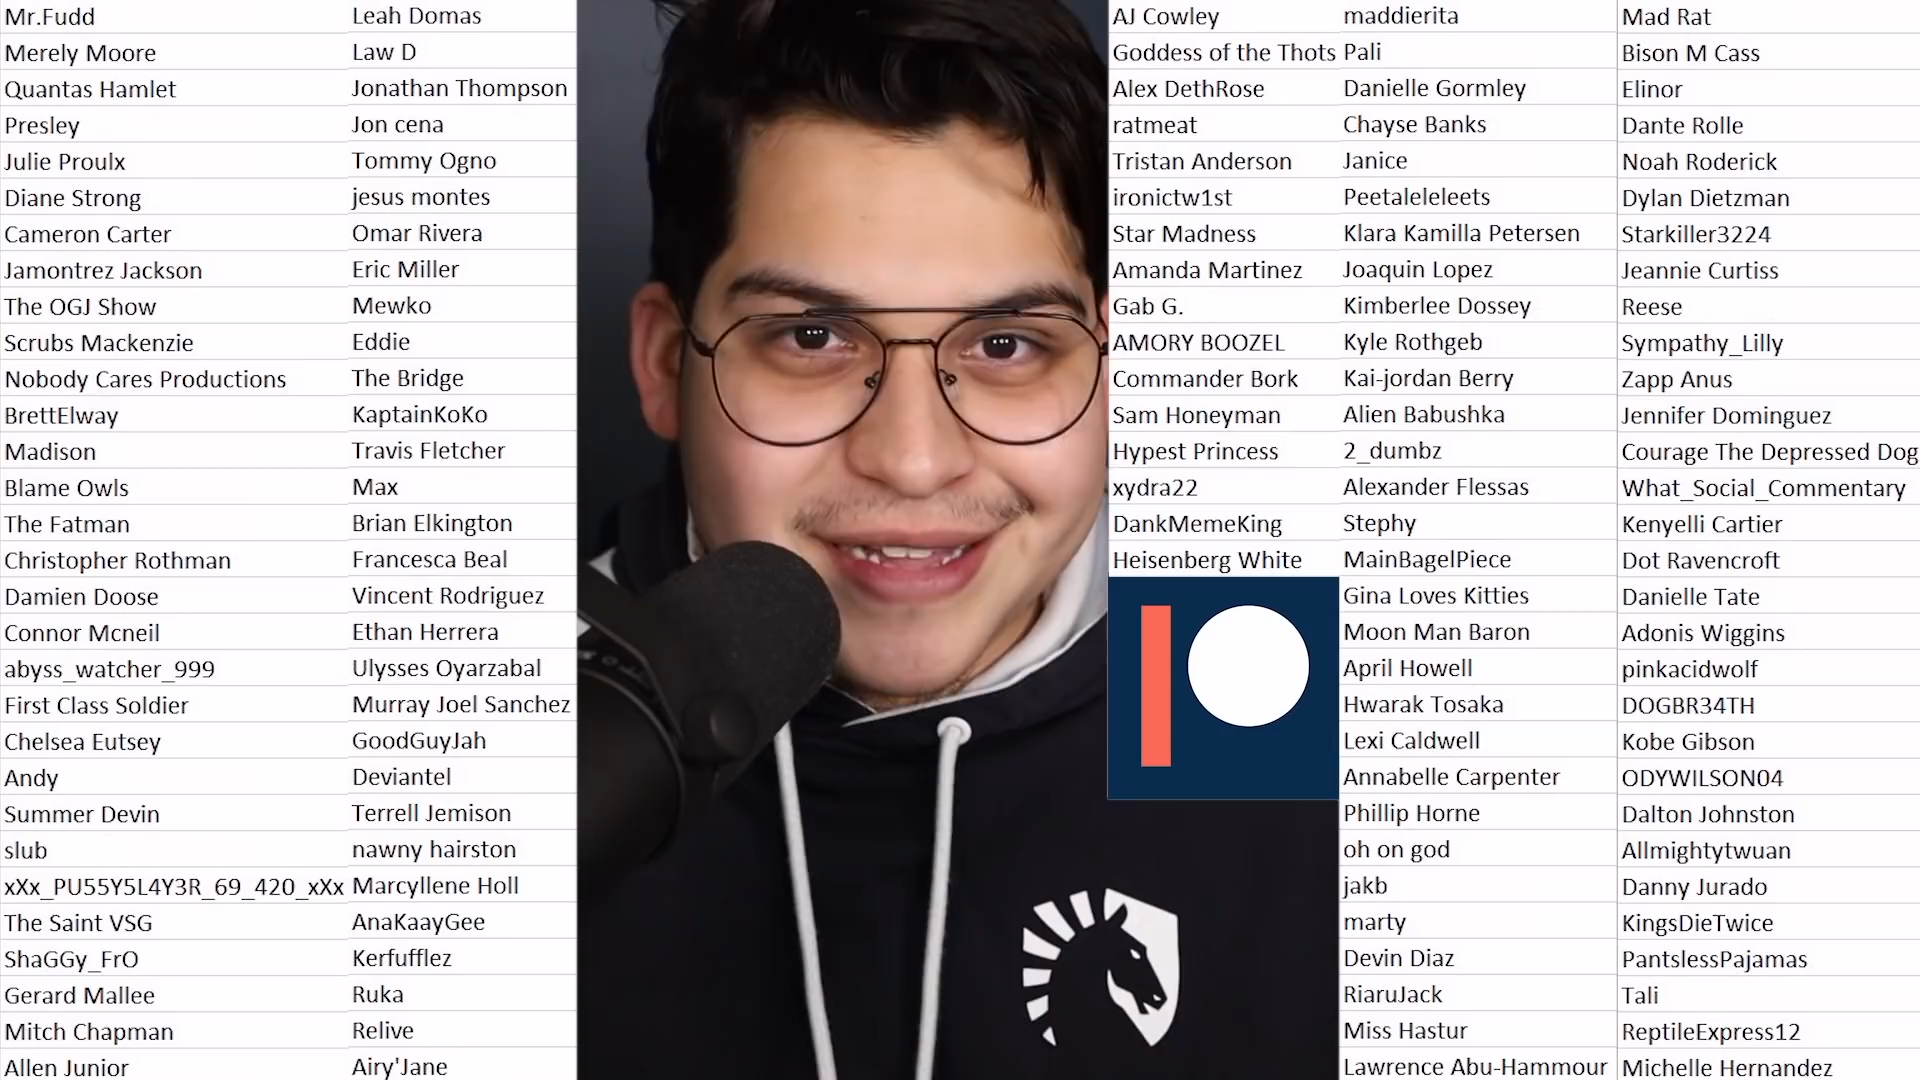 Mr.Fudd
Merely Moore
Quantas Hamlet
Presley
Julie Proulx
Diane Strong
Cameron Carter
Jamontrez Jackson
The OGJ Show
Scrubs Mackenzie
Nobody Cares Productions
BrettElway
Madison
Blame Owls
The Fatman
Christopher Rothman
Damien Doose
Connor Mcneil
abyss_watcher_999
First Class Soldier
Chelsea Eutsey
Andy
Summer Devin
slub
xXx_PU55Y5L4Y3R_69_420_xXx
The Saint VSG
ShaGGy_FrO
Gerard Mallee
Mitch Chapman
Allen Junior
Leah Domas
Law D
Jonathan Thompson
Jon cena
Tommy Ogno
jesus montes
Omar Rivera
Eric Miller
Mewko
Eddie
The Bridge
KaptainKoKo
Travis Fletcher
Max
Brian Elkington
Francesca Beal
Vincent Rodriguez
Ethan Herrera
Ulysses Oyarzabal
Murray Joel Sanchez
GoodGuyJah
Deviantel
Terrell Jemison
nawny hairston
Marcyllene Holl
AnaKaayGee
Kerfufflez
Ruka
Relive
Airy'Jane
AJ Cowley
Goddess of the Thots
Alex DethRose
ratmeat
Tristan Anderson
ironictw1st
Star Madness
Amanda Martinez
Gab G.
AMORY BOOZEL
Commander Bork
Sam Honeyman
Hypest Princess
xydra22
DankMemeKing
Heisenberg White
maddierita
Pali
Danielle Gormley
Chayse Banks
Janice
Peetaleleleets
Klara Kamilla Petersen
Joaquin Lopez
Kimberlee Dossey
Kyle Rothgeb
Kai-jordan Berry
Alien Babushka
2_dumbz
Alexander Flessas
Stephy
MainBagelPiece
Gina Loves Kitties
Moon Man Baron
April Howell
Hwarak Tosaka
Lexi Caldwell
Annabelle Carpenter
Phillip Horne
oh on god
jakb
marty
Devin Diaz
RiaruJack
Miss Hastur
Lawrence Abu-Hammour
Mad Rat
Bison M Cass
Elinor
Dante Rolle
Noah Roderick
Dylan Dietzman
Starkiller3224
Jeannie Curtiss
Reese
Sympathy_Lilly
Zapp Anus
Jennifer Dominguez
Courage The Depressed Dog
What_Social_Commentary
Kenyelli Cartier
Dot Ravencroft
Danielle Tate
Adonis Wiggins
pinkacidwolf
DOGBR34TH
Kobe Gibson
ODYWILSON04
Dalton Johnston
Allmightytwuan
Danny Jurado
KingsDieTwice
PantslessPajamas
Tali
ReptileExpress12
Michelle Hernandez